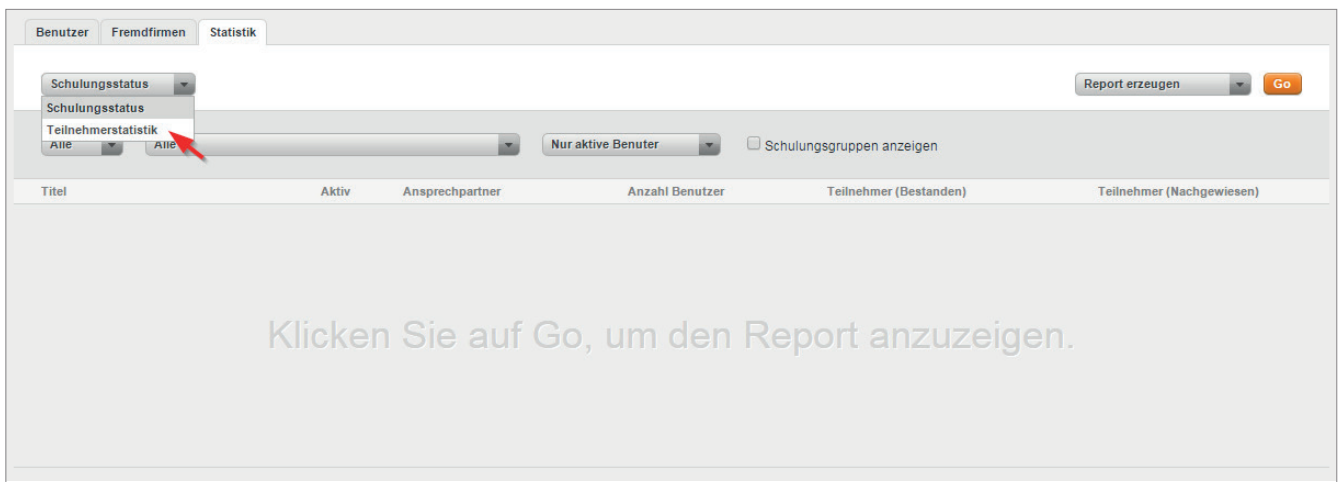 Benutzer Fremdfirmen Statistik
Schulungsstatus Report erzeugen Go
Schulungsstatus
Teilnehmerstatistik
Alle Alle Nur aktive Benuter Schulungsgruppen anzeigen
Titel Aktiv Ansprechpartner Anzahl Benutzer Teilnehmer (Bestanden) Teilnehmer (Nachgewiesen)
Klicken Sie auf Go, um den Report anzuzeigen.